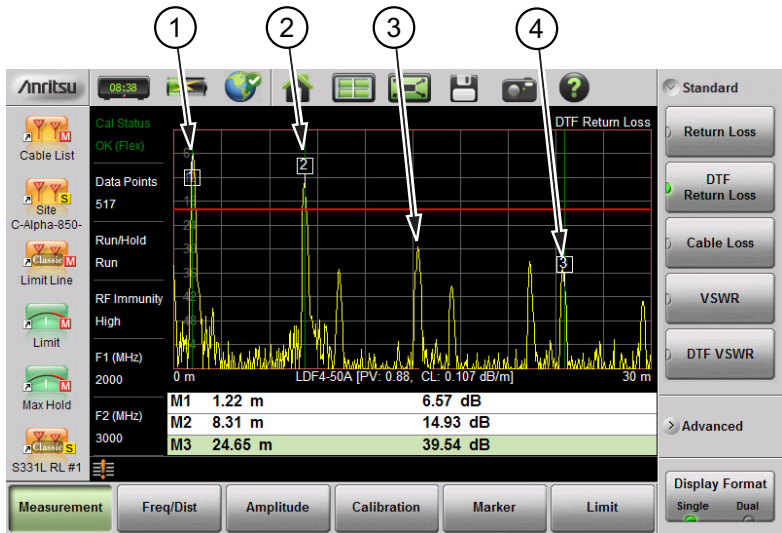 1 2 3 4
Anritsu 08:38 ?
Cable List
Site
C-Alpha-850-
Classic M
Limit Line
Limit
Max Hold
Classic S
S331L RL #1
Cal Status
OK (Flex)
Data Points
517
Run/Hold
Run
RF Immunity
High
F1 (MHz)
2000
F2 (MHz)
3000
DTF Return Loss
1 2 3
0 m LDF4-50A [PV: 0.88, CL: 0.107 dB/m] 30 m
M1 1.22 m 6.57 dB
M2 8.31 m 14.93 dB
M3 24.65 m 39.54 dB
Standard
Return Loss
DTF
Return Loss
Cable Loss
VSWR
DTF VSWR
Advanced
Display Format
Single Dual
Measurement Freq/Dist Amplitude Calibration Marker Limit